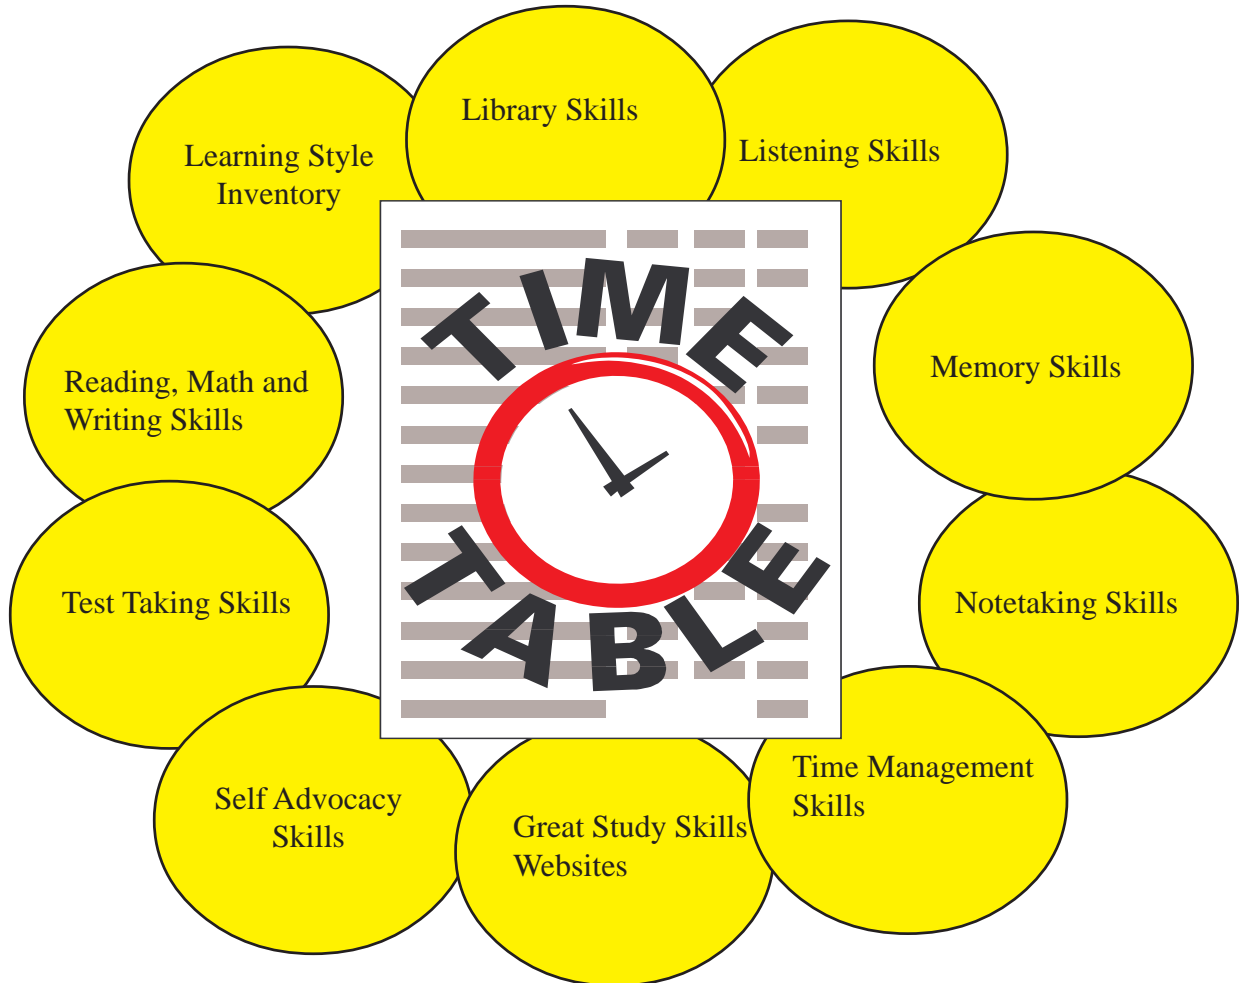 Library Skills
Listening Skills
Learning Style
Inventory
TIME
Memory Skills
Reading, Math and
Writing Skills
Test Taking Skills
Notetaking Skills
TABLE
Time Management
Skills
Self Advocacy
Skills
Great Study Skills
Websites